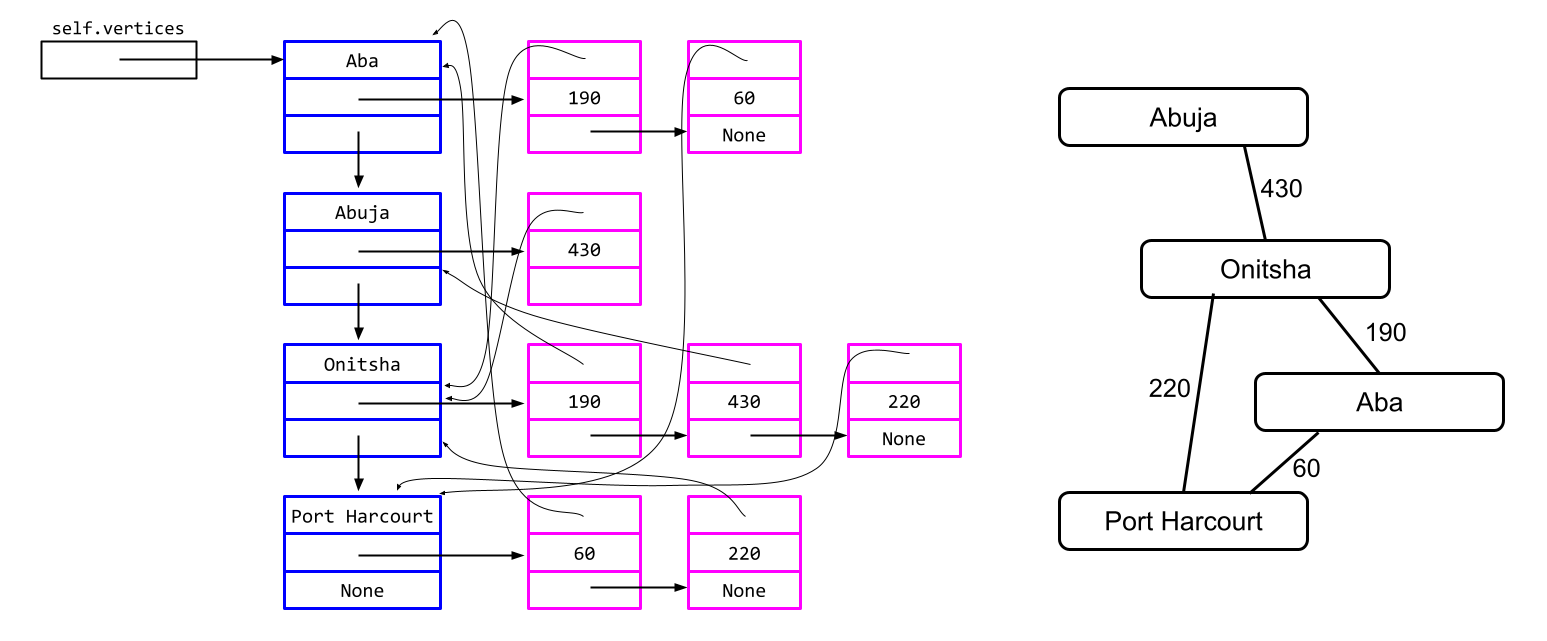 self.vertices
Aba
190
60
None
Abuja
430
Onitsha
190
430
220
None
Port Harcourt
60
220
None
None
Abuja
430
Onitsha
190
220
Aba
60
Port Harcourt